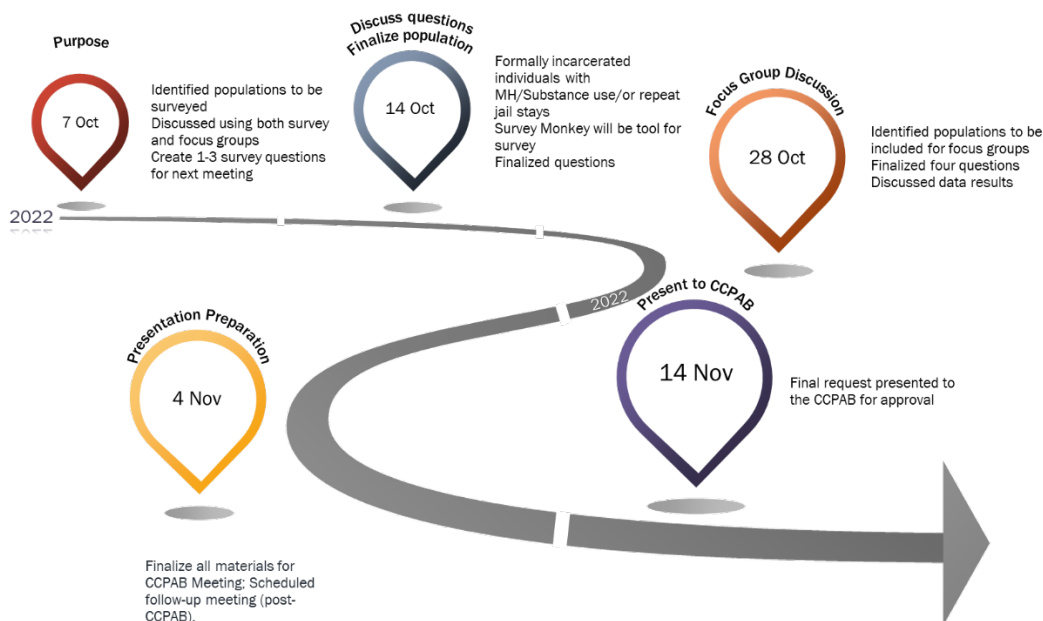 Purpose
7 Oct
Identified populations to be
surveyed
Discussed using both survey
and focus groups
Create 1-3 survey questions
for next meeting
Discuss questions
Finalize population
14 Oct
Formally incarcerated
individuals with
MH/Substance use/or repeat
jail stays
Survey Monkey will be tool for
survey
Finalized questions
Focus Group Discussion
28 Oct
Identified populations to be
included for focus groups
Finalized four questions
Discussed data results
2022
2022
Presentation Preparation
4 Nov
Finalize all materials for
CCPAB Meeting; Scheduled
follow-up meeting (post-
CCPAB).
Present to CCPAB
14 Nov
Final request presented to
the CCPAB for approval